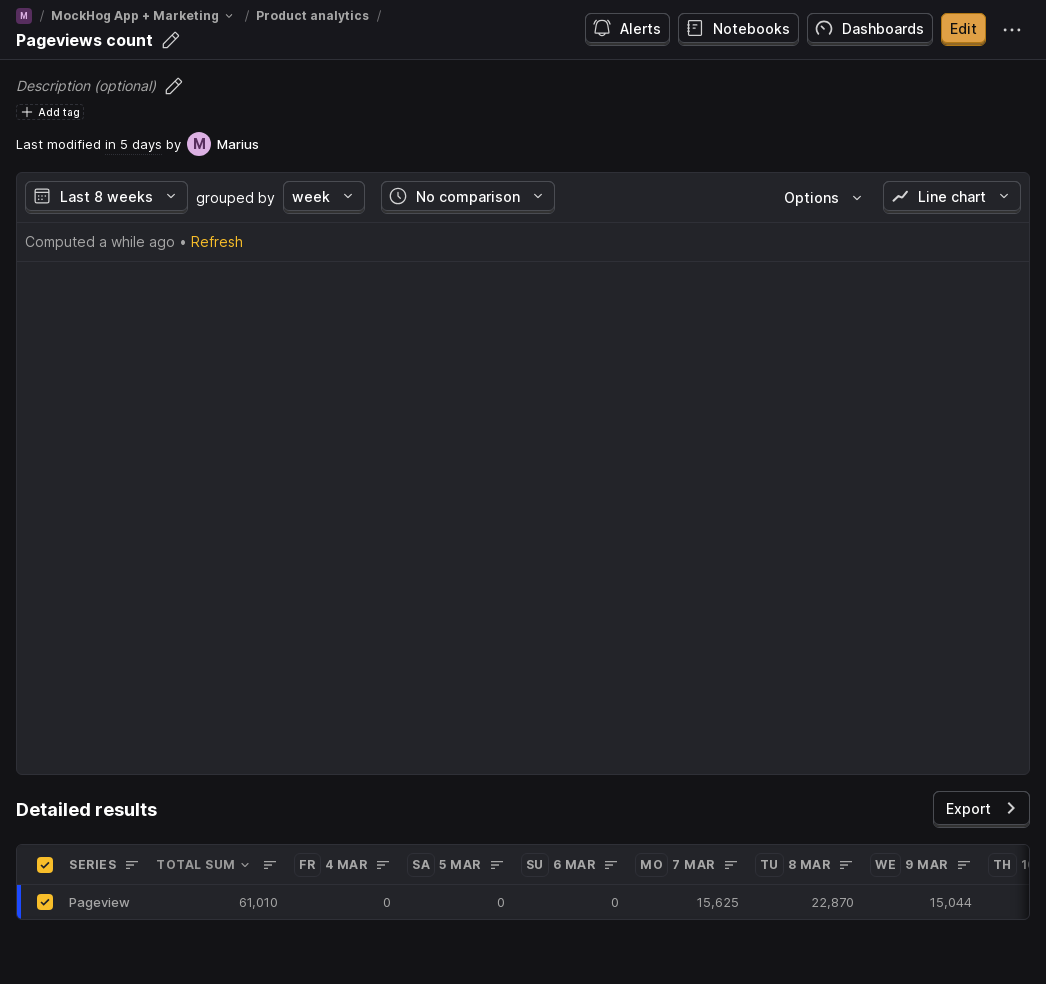 M / MockHog App + Marketing / Product analytics /
Pageviews count
Alerts Notebooks Dashboards Edit
Description (optional)
Add tag
Last modified in 5 days by M Marius
Last 8 weeks grouped by week No comparison Options Line chart
Computed a while ago • Refresh
Detailed results
Export
SERIES TOTAL SUM FR 4 MAR SA 5 MAR SU 6 MAR MO 7 MAR TU 8 MAR WE 9 MAR TH
Pageview 61,010 0 0 0 15,625 22,870 15,044